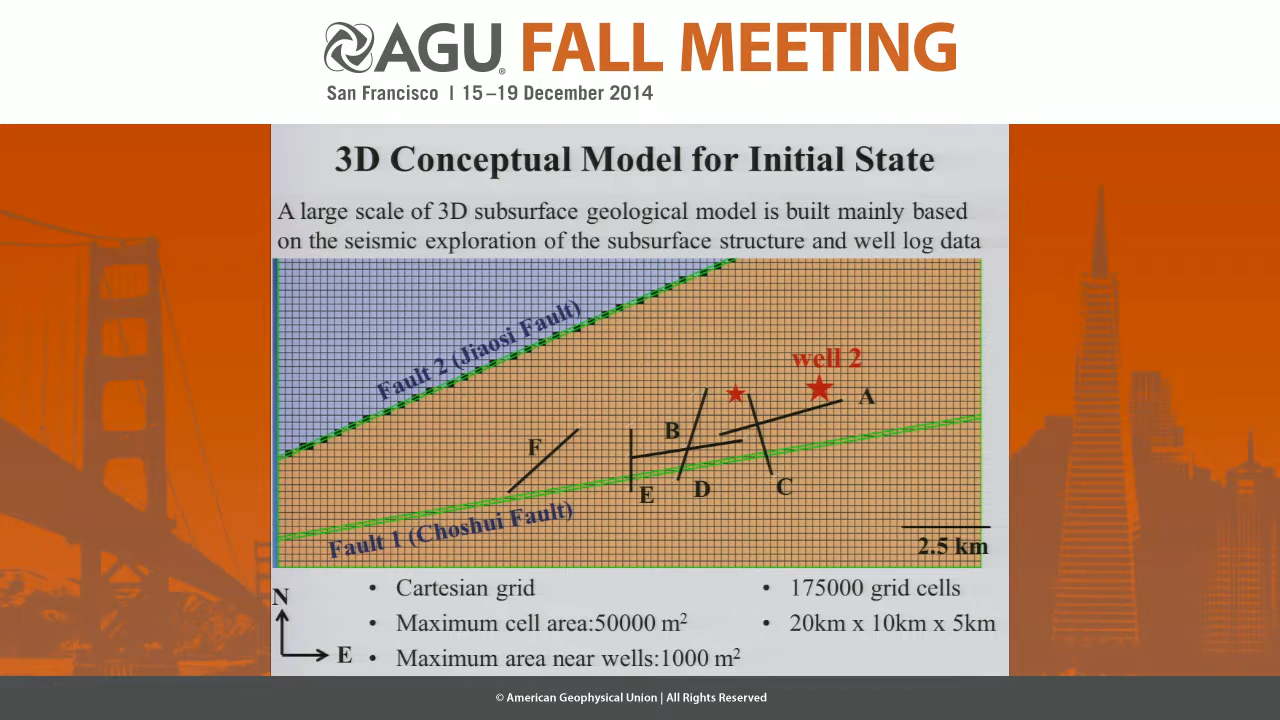 AGU FALL MEETING
San Francisco | 15–19 December 2014
3D Conceptual Model for Initial State
A large scale of 3D subsurface geological model is built mainly based
on the seismic exploration of the subsurface structure and well log data
Fault 2 (Jiaosi Fault)
well 2
A
B
F
E
D
C
Fault 1 (Choshui Fault)
2.5 km
N
E
• Cartesian grid
• Maximum cell area:50000 m²
• Maximum area near wells:1000 m²
• 175000 grid cells
• 20km x 10km x 5km
© American Geophysical Union | All Rights Reserved